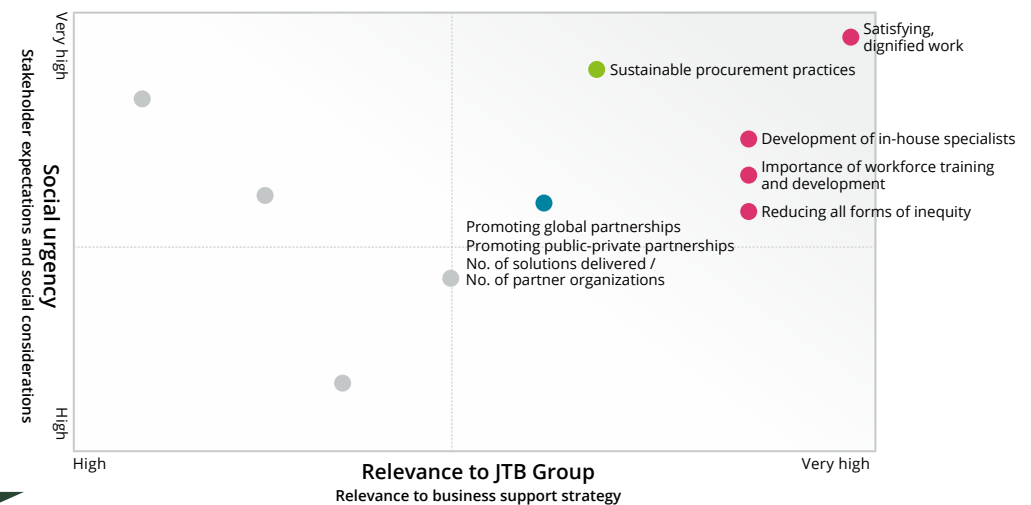 Very high
Stakeholder expectations and social considerations
Social urgency
High
Satisfying,
dignified work
Sustainable procurement practices
Development of in-house specialists
Importance of workforce training
and development
Reducing all forms of inequity
Promoting global partnerships
Promoting public-private partnerships
No. of solutions delivered /
No. of partner organizations
High
Relevance to JTB Group
Very high
Relevance to business support strategy